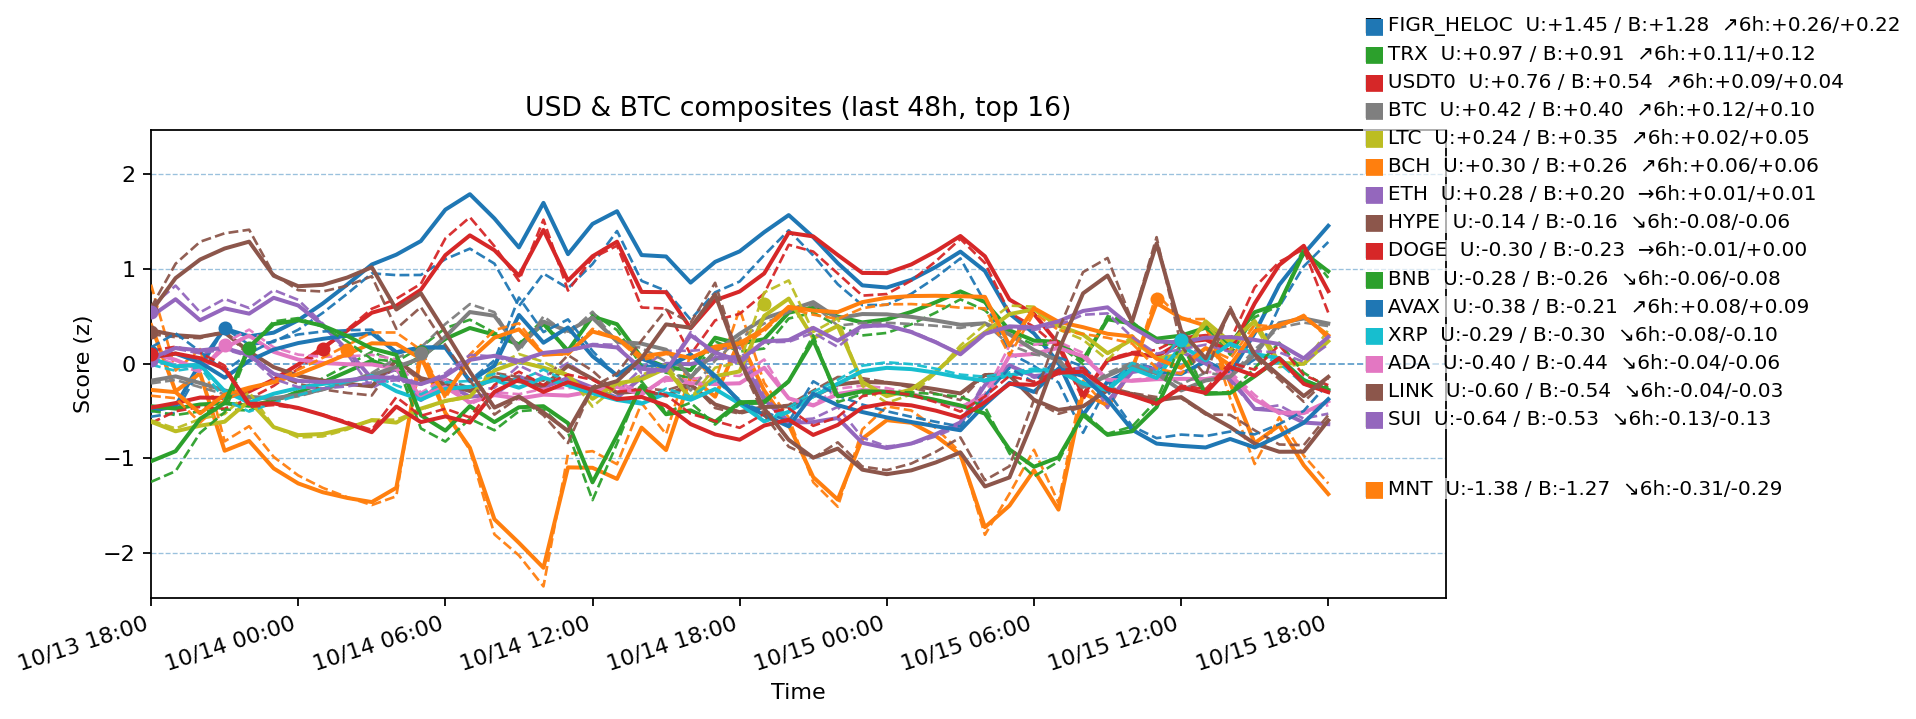 FIGR_HELOC U:+1.45 / B:+1.28 ↗6h:+0.26/+0.22
TRX U:+0.97 / B:+0.91 ↗6h:+0.11/+0.12
USDT0 U:+0.76 / B:+0.54 ↗6h:+0.09/+0.04
USD & BTC composites (last 48h, top 16)
BTC U:+0.42 / B:+0.40 ↗6h:+0.12/+0.10
LTC U:+0.24 / B:+0.35 ↗6h:+0.02/+0.05
BCH U:+0.30 / B:+0.26 ↗6h:+0.06/+0.06
ETH U:+0.28 / B:+0.20 →6h:+0.01/+0.01
HYPE U:-0.14 / B:-0.16 ↘6h:-0.08/-0.06
DOGE U:-0.30 / B:-0.23 →6h:-0.01/+0.00
BNB U:-0.28 / B:-0.26 ↘6h:-0.06/-0.08
AVAX U:-0.38 / B:-0.21 ↗6h:+0.08/+0.09
XRP U:-0.29 / B:-0.30 ↘6h:-0.08/-0.10
ADA U:-0.40 / B:-0.44 ↘6h:-0.04/-0.06
LINK U:-0.60 / B:-0.54 ↘6h:-0.04/-0.03
SUI U:-0.64 / B:-0.53 ↘6h:-0.13/-0.13
MNT U:-1.38 / B:-1.27 ↘6h:-0.31/-0.29
Score (z)
2
1
0
−1
−2
10/13 18:00
10/14 00:00
10/14 06:00
10/14 12:00
10/14 18:00
10/15 00:00
10/15 06:00
10/15 12:00
10/15 18:00
Time